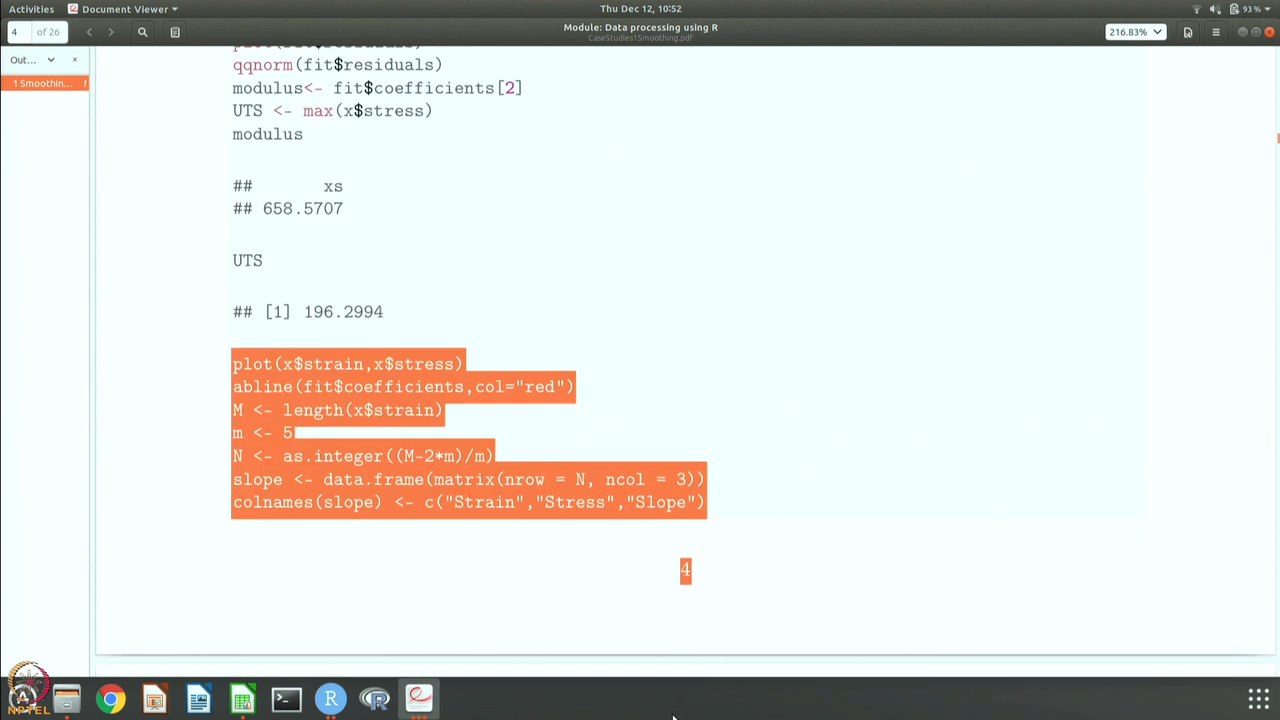 Activities Document Viewer Thu Dec 12, 10:52 93%
4 of 26 Module: Data processing using R 216.83%
CaseStudies1Smoothing.pdf
Out...
1 Smoothin...
qqnorm(fit$residuals)
modulus<- fit$coefficients[2]
UTS <- max(x$stress)
modulus
## xs
## 658.5707
UTS
## [1] 196.2994
plot(x$strain,x$stress)
abline(fit$coefficients,col="red")
M <- length(x$strain)
m <- 5
N <- as.integer((M-2*m)/m)
slope <- data.frame(matrix(nrow = N, ncol = 3))
colnames(slope) <- c("Strain","Stress","Slope")
4
NPTEL